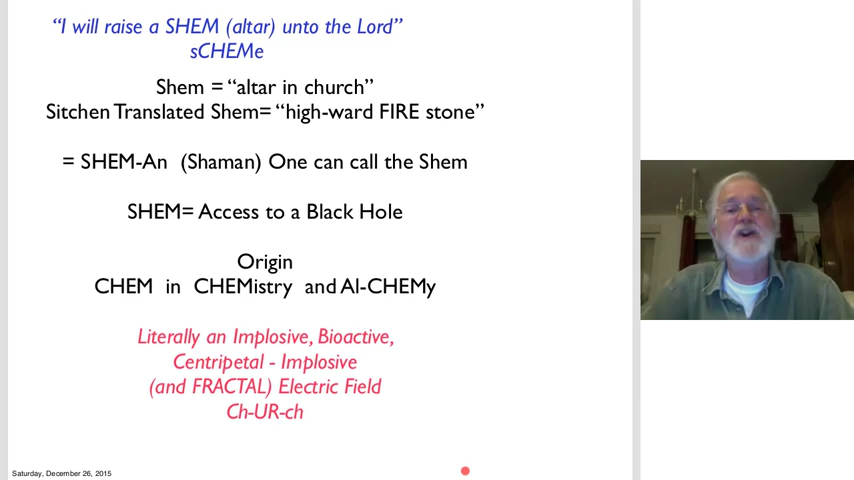 “I will raise a SHEM (altar) unto the Lord”
sCHEMe
Shem = “altar in church”
Sitchen Translated Shem= “high-ward FIRE stone”
= SHEM-An (Shaman) One can call the Shem
SHEM= Access to a Black Hole
Origin
CHEM in CHEMistry and Al-CHEMy
Literally an Implosive, Bioactive,
Centripetal - Implosive
(and FRACTAL) Electric Field
Ch-UR-ch
Saturday, December 26, 2015